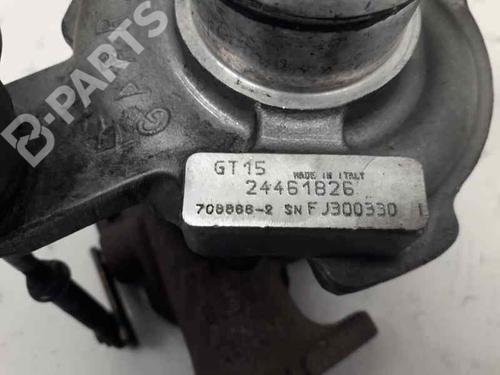 GT15 MADE IN ITALY
24461826
708866-2 SN FJ300330
B-PARTS